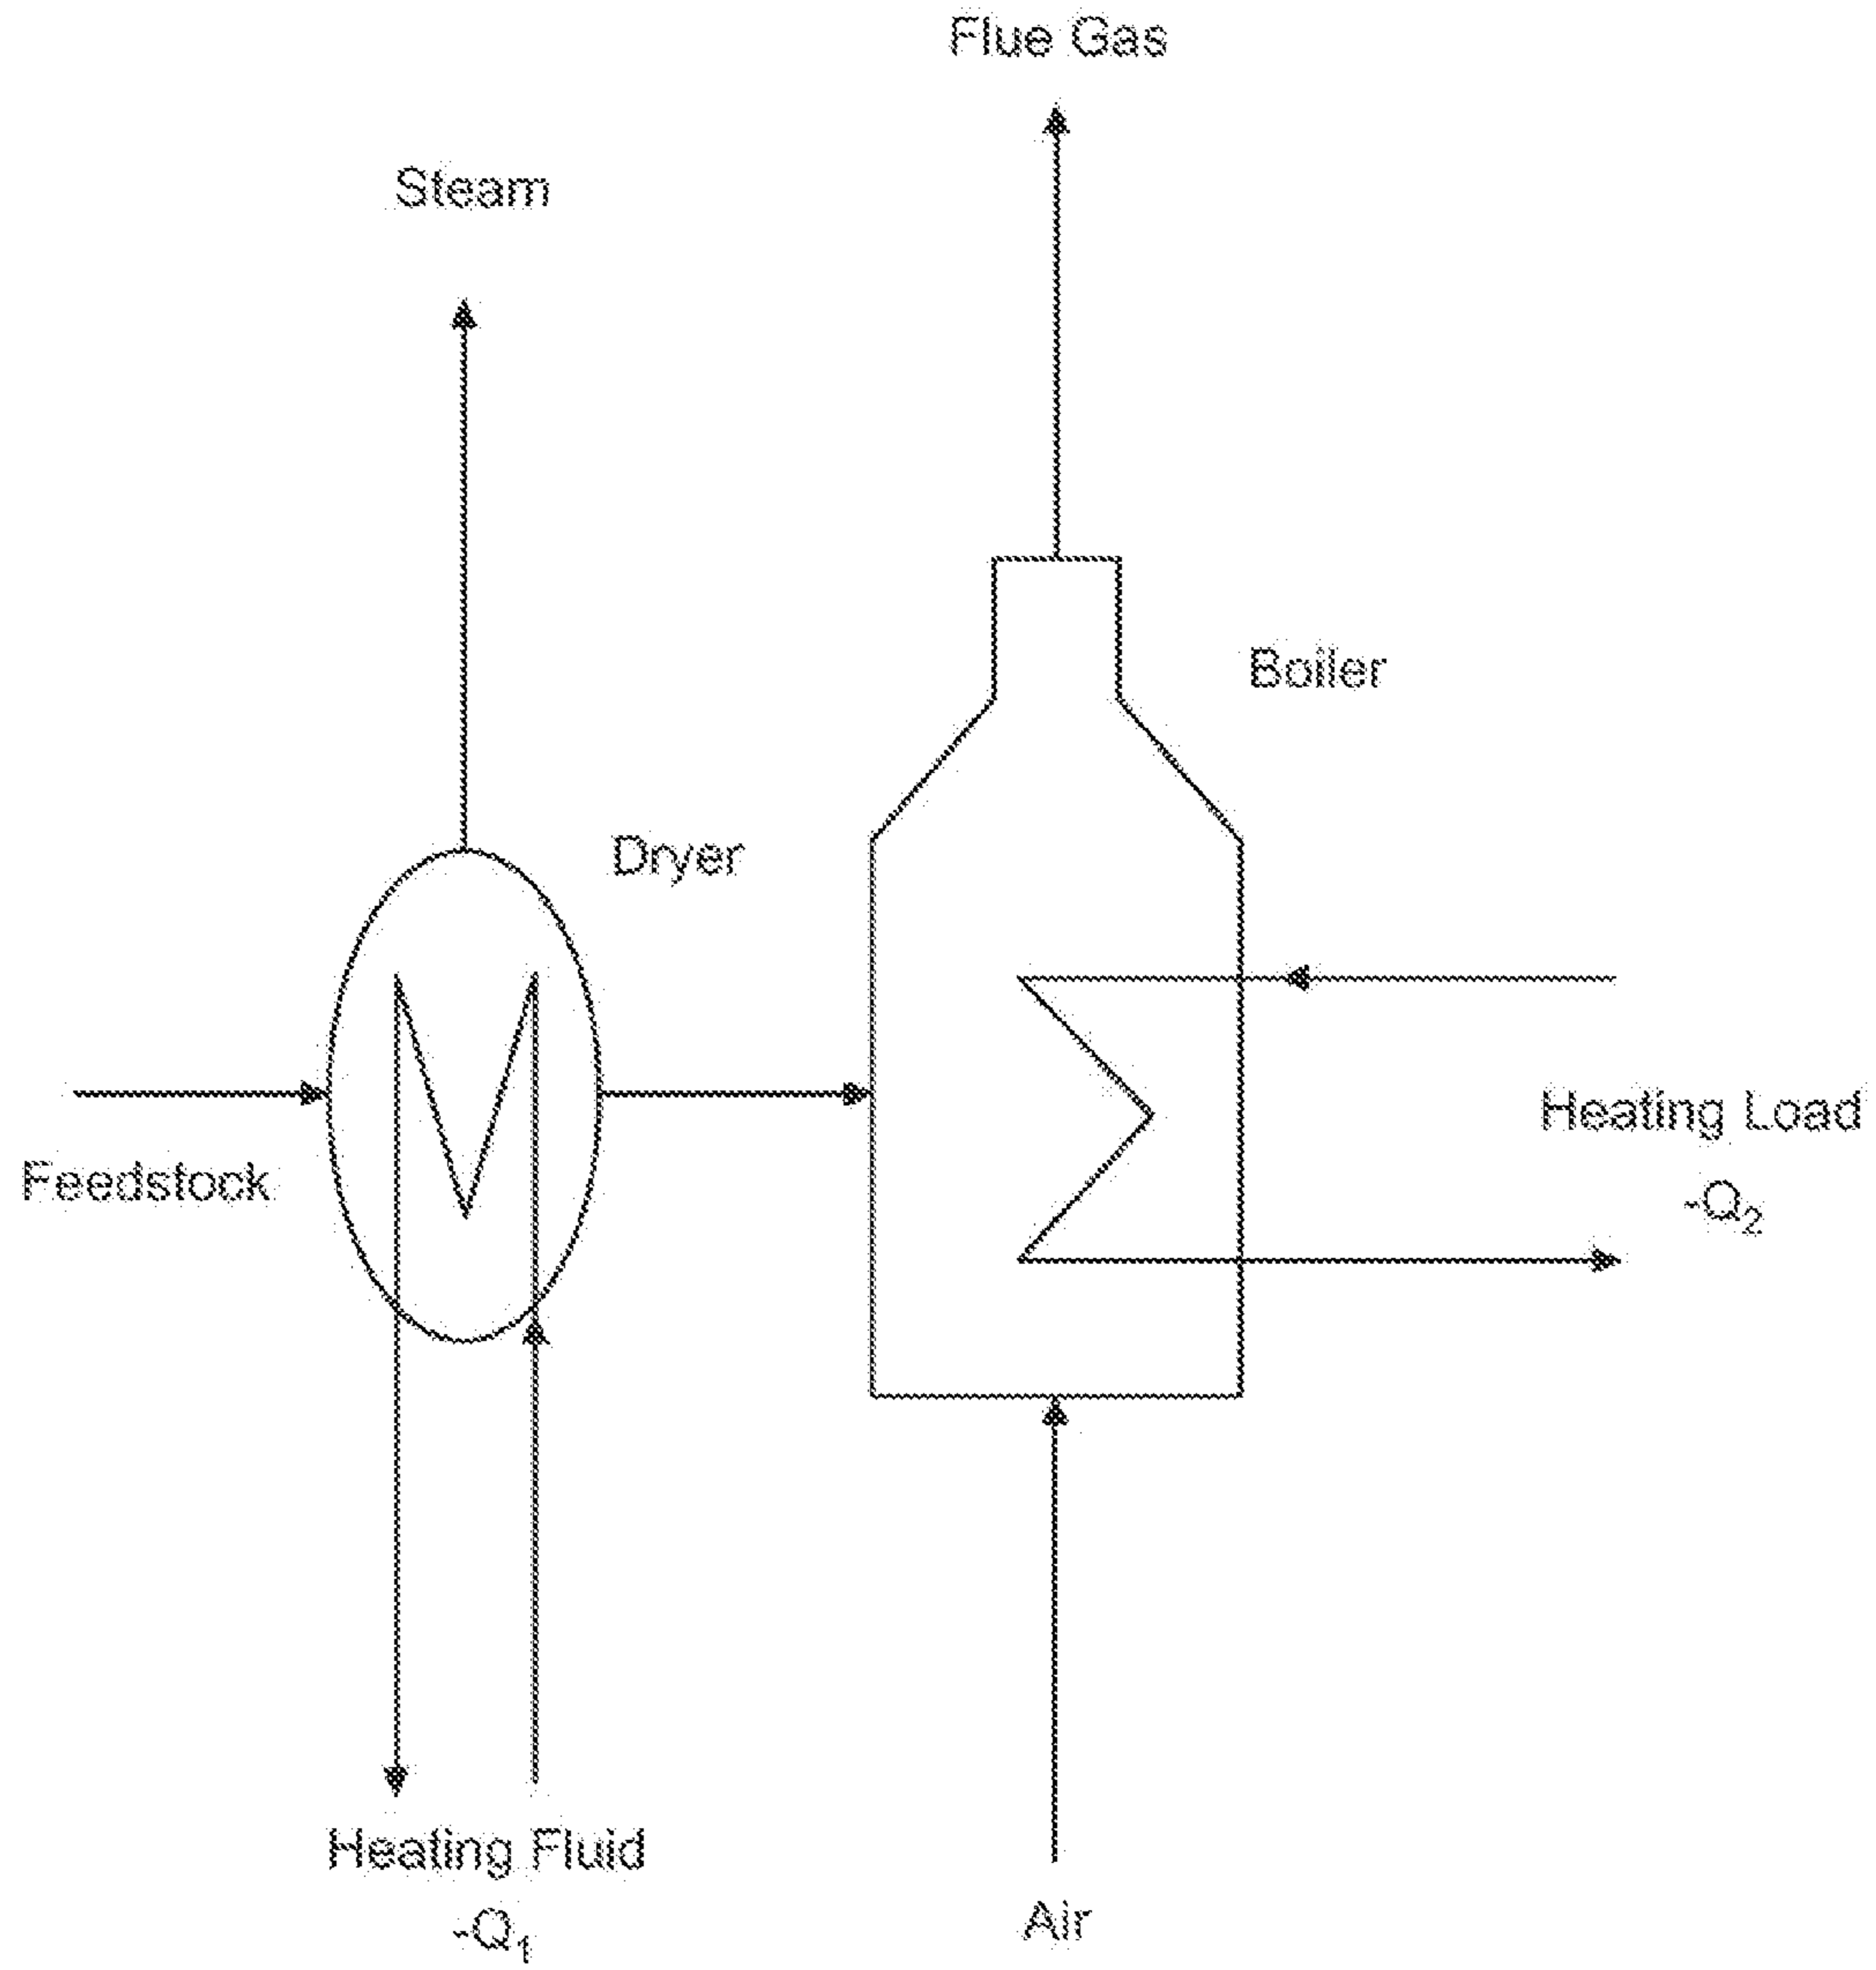 Flue Gas
Steam
Boiler
Dryer
Heating Load
-Q₂
Feedstock
Heating Fluid
-Q₁
Air